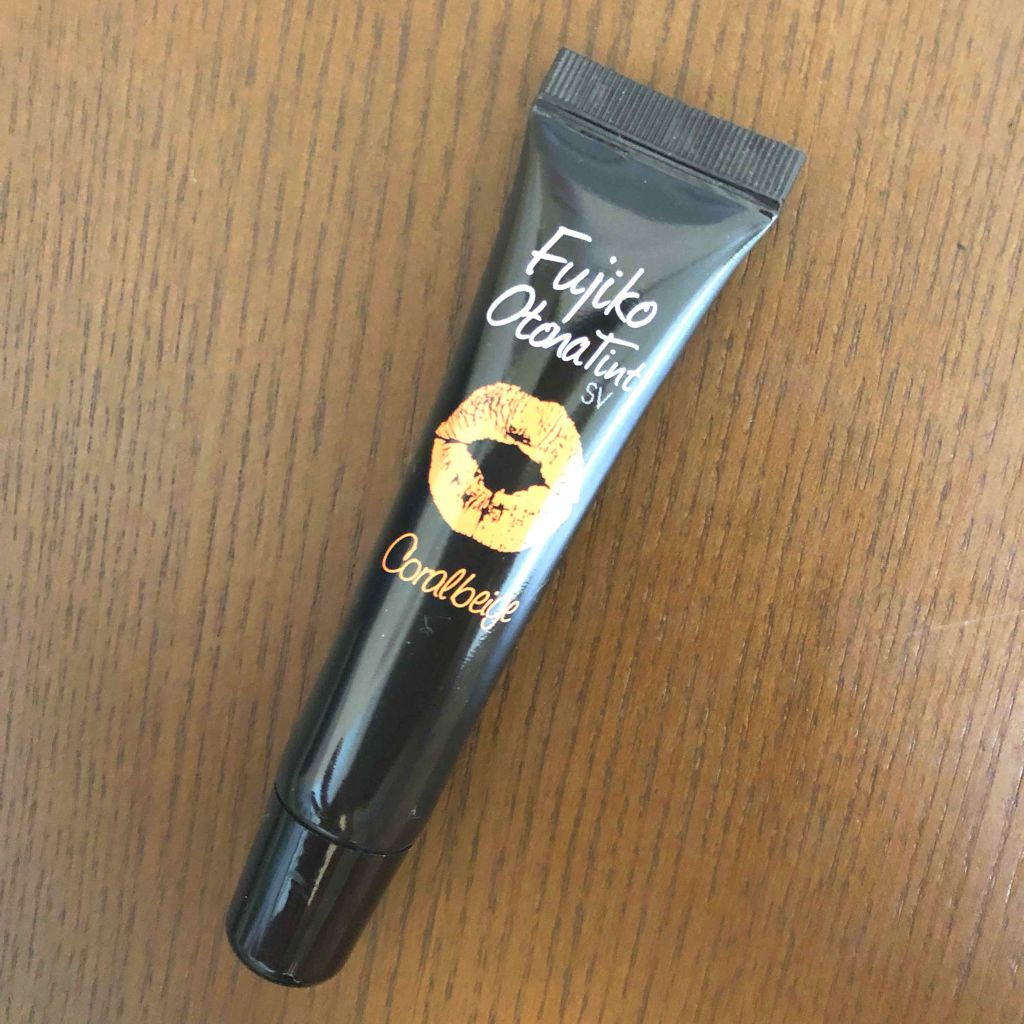 Fujiko
OtonaTint
SV
Coralbeige